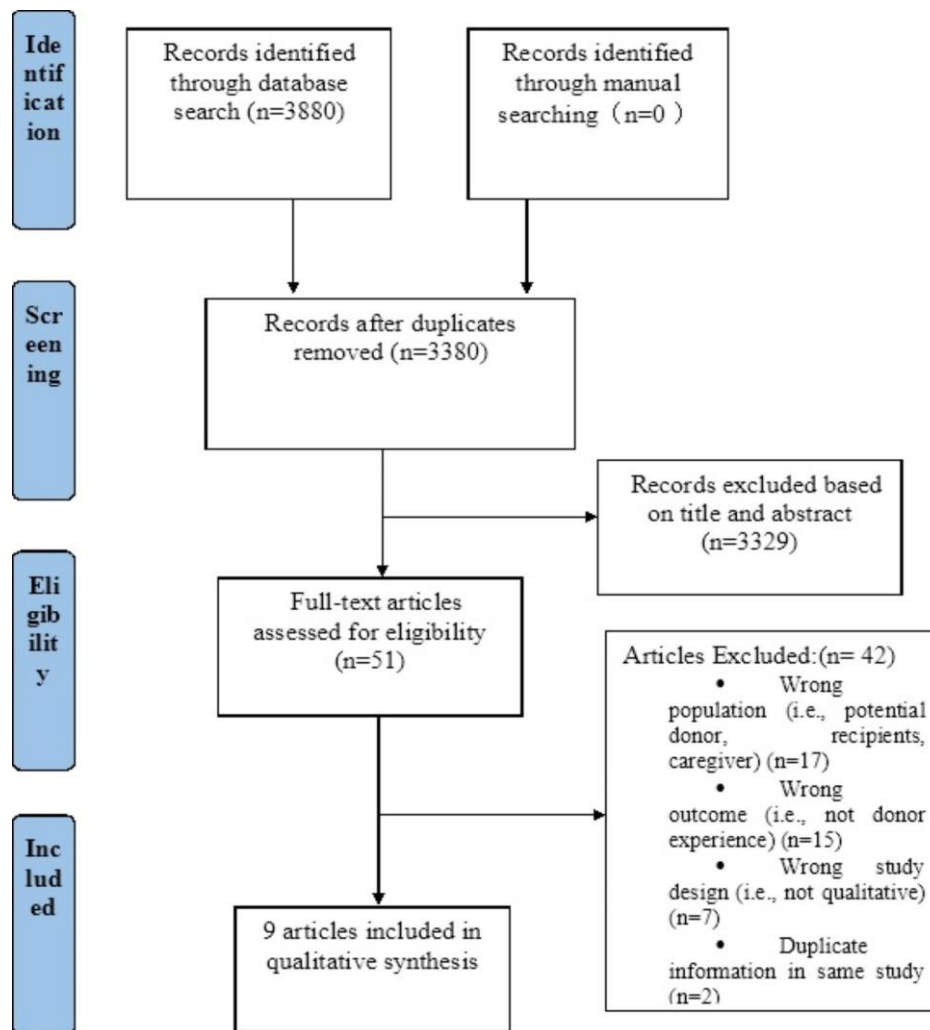 Ide
ntif
icat
ion
Records identified
through database
search (n=3880)
Records identified
through manual
searching（n=0 ）
Scr
een
ing
Records after duplicates
removed (n=3380)
Records excluded based
on title and abstract
(n=3329)
Eli
gib
ilit
y
Full-text articles
assessed for eligibility
(n=51)
Articles Excluded:(n= 42)
• Wrong
population (i.e., potential
donor, recipients,
caregiver) (n=17)
• Wrong
outcome (i.e., not donor
experience) (n=15)
• Wrong study
design (i.e., not qualitative)
(n=7)
• Duplicate
information in same study
(n=2)
Inc
lud
ed
9 articles included in
qualitative synthesis